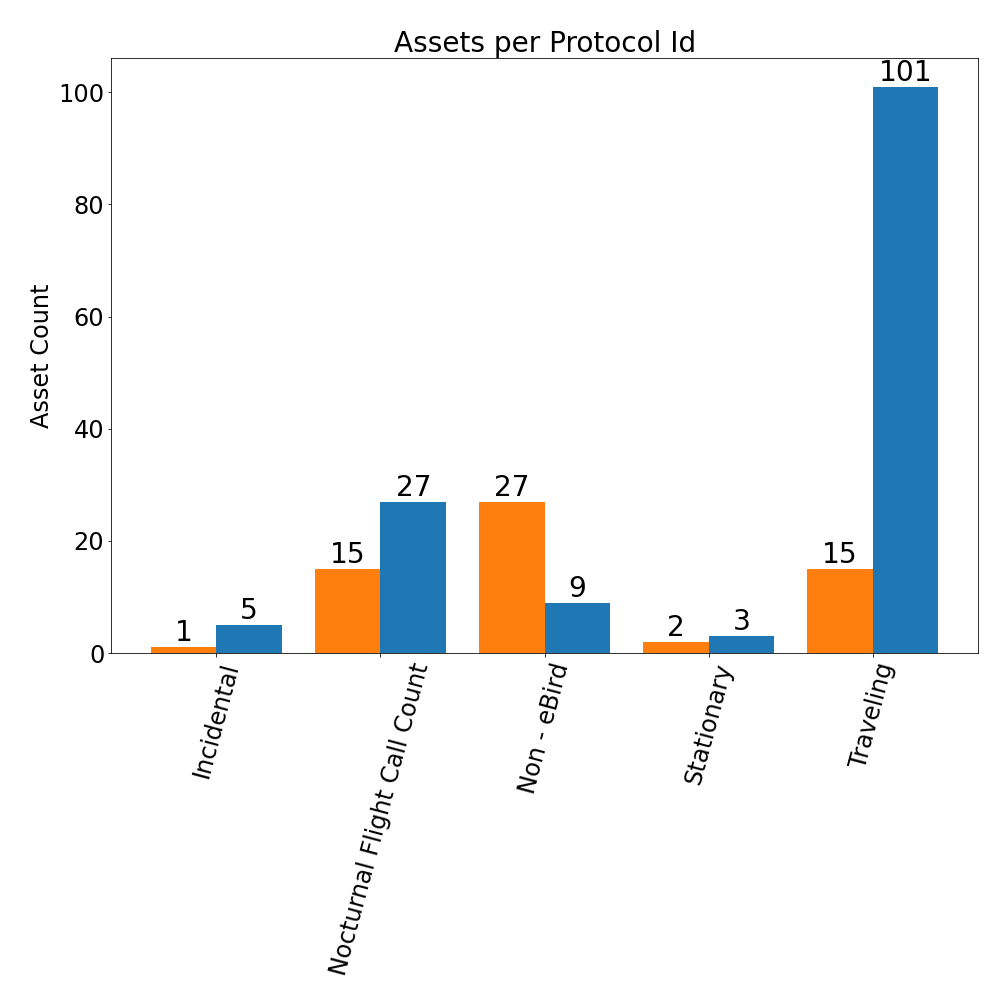 Assets per Protocol Id
Asset Count
100
80
60
40
20
0
1
5
15
27
27
9
2
3
15
101
Incidental
Nocturnal Flight Call Count
Non - eBird
Stationary
Traveling